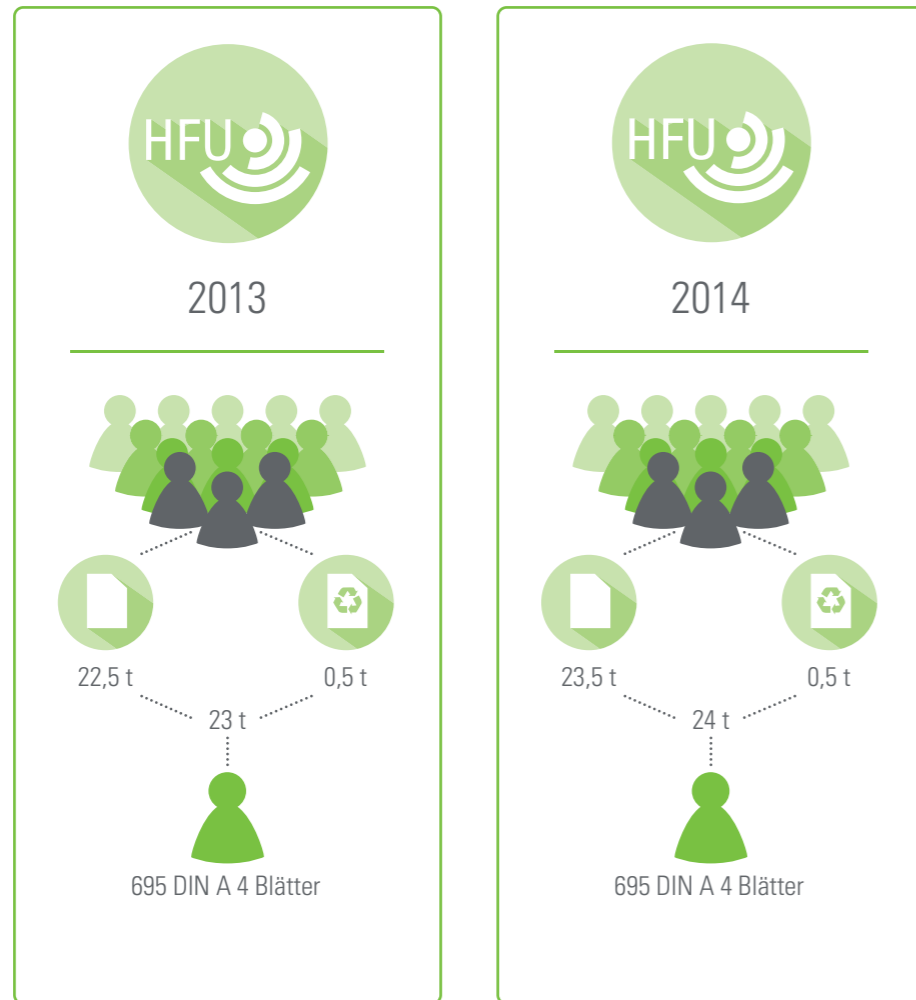 HFU
2013
22,5 t
0,5 t
23 t
695 DIN A 4 Blätter
HFU
2014
23,5 t
0,5 t
24 t
695 DIN A 4 Blätter